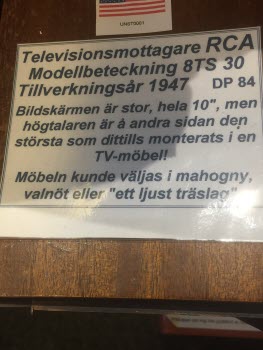 UNST0001
Televisionsmottagare RCA
Modellbeteckning 8TS 30
Tillverkningsår 1947 DP 84
Bildskärmen är stor, hela 10", men
högtalaren är å andra sidan den
största som dittills monterats i en
TV-möbel!
Möbeln kunde väljas i mahogny,
valnöt eller "ett ljust träslag".